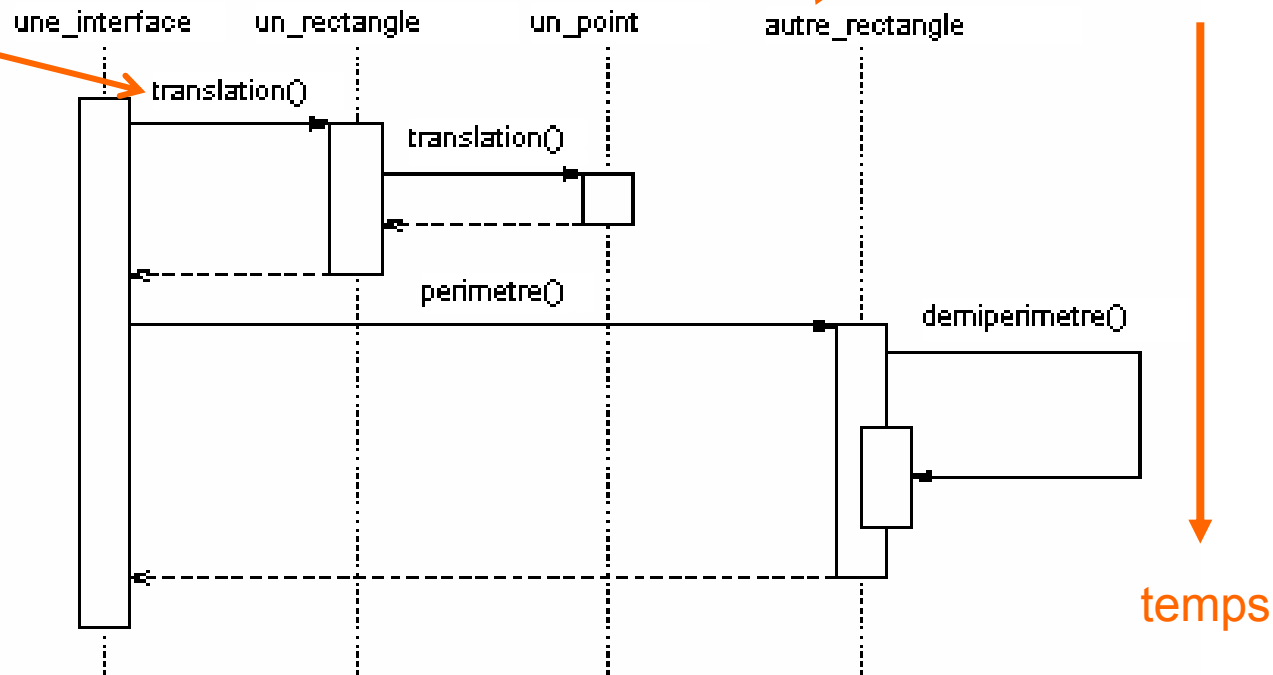 une_interface
un_rectangle
un_point
autre_rectangle
translation()
translation()
perimetre()
demiperimetre()
temps